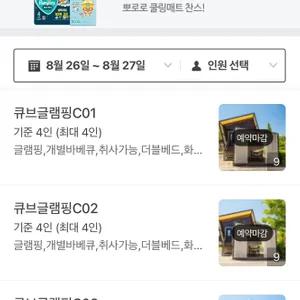 뽀로로 쿨링매트 찬스!
8월 26일 ~ 8월 27일
인원 선택
큐브글램핑C01
기준 4인 (최대 4인)
글램핑,개별바베큐,취사가능,더블베드,화...
예약마감
9
큐브글램핑C02
기준 4인 (최대 4인)
글램핑,개별바베큐,취사가능,더블베드,화...
예약마감
9